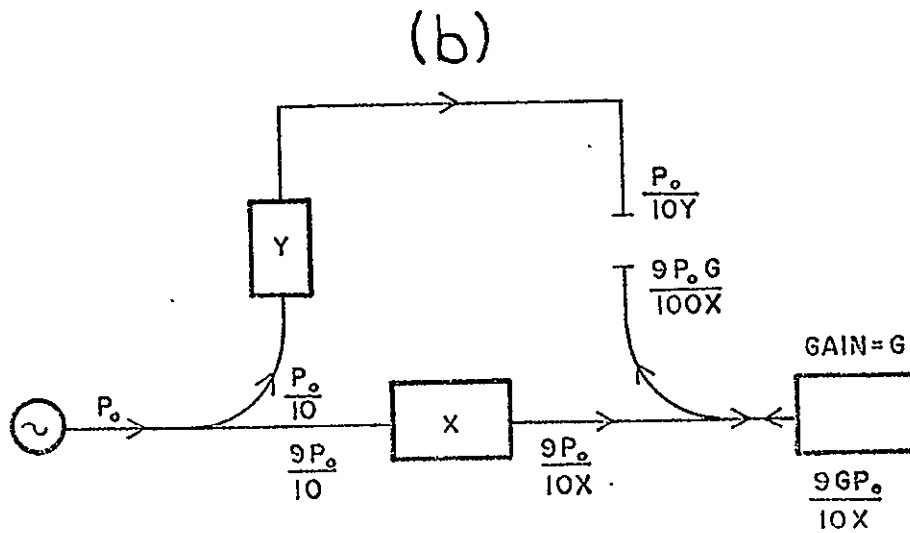 (b)
P₀
10Y
Y
9P₀G
100X
GAIN=G
P₀
P₀
10
X
9P₀
10
9P₀
10X
9GP₀
10X
~